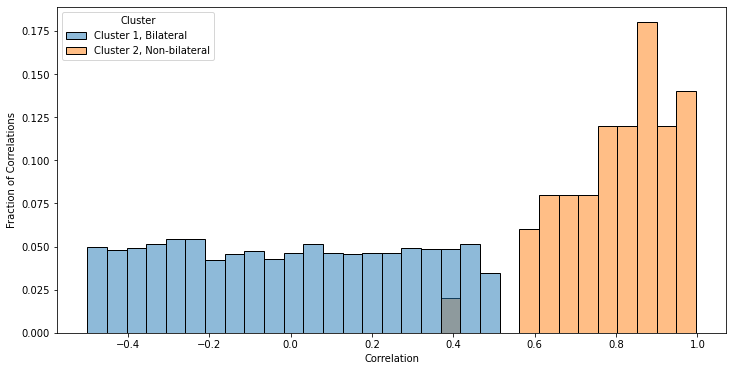 Cluster
Cluster 1, Bilateral
Cluster 2, Non-bilateral
Fraction of Correlations
0.175
0.150
0.125
0.100
0.075
0.050
0.025
0.000
−0.4 −0.2 0.0 0.2 0.4 0.6 0.8 1.0
Correlation